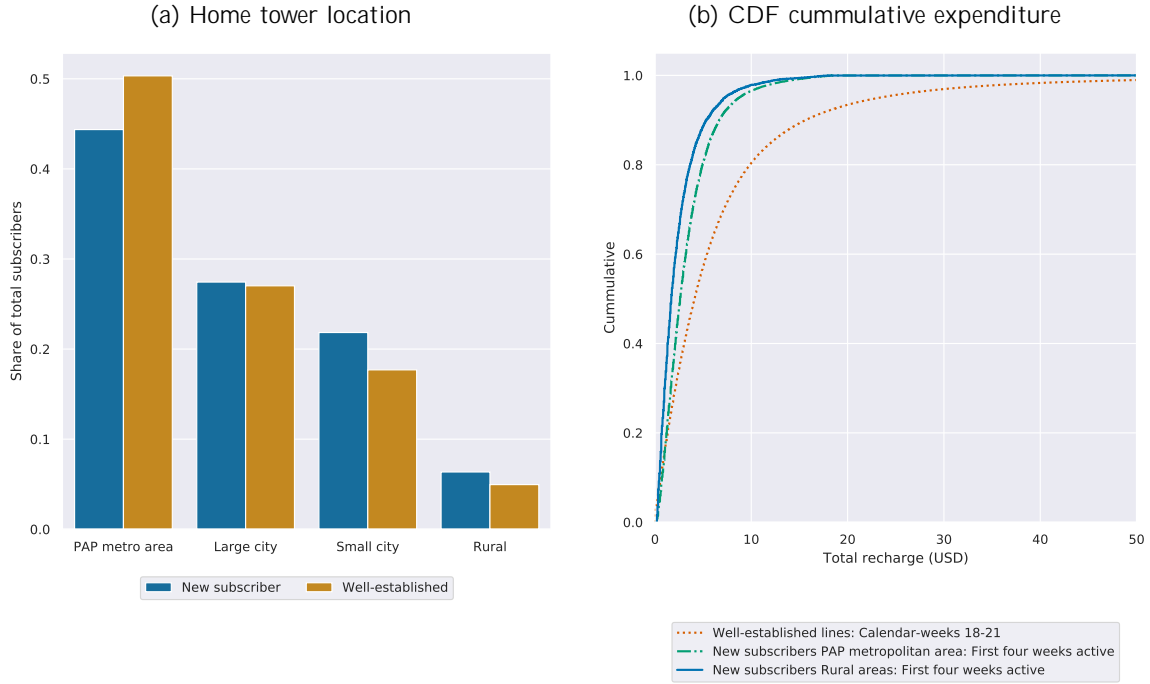 (a) Home tower location
Share of total subscribers
0.5
0.4
0.3
0.2
0.1
0.0
PAP metro area
Large city
Small city
Rural
New subscriber
Well-established
(b) CDF cummulative expenditure
Cummulative
1.0
0.8
0.6
0.4
0.2
0.0
0
10
20
30
40
50
Total recharge (USD)
Well-established lines: Calendar-weeks 18-21
New subscribers PAP metropolitan area: First four weeks active
New subscribers Rural areas: First four weeks active